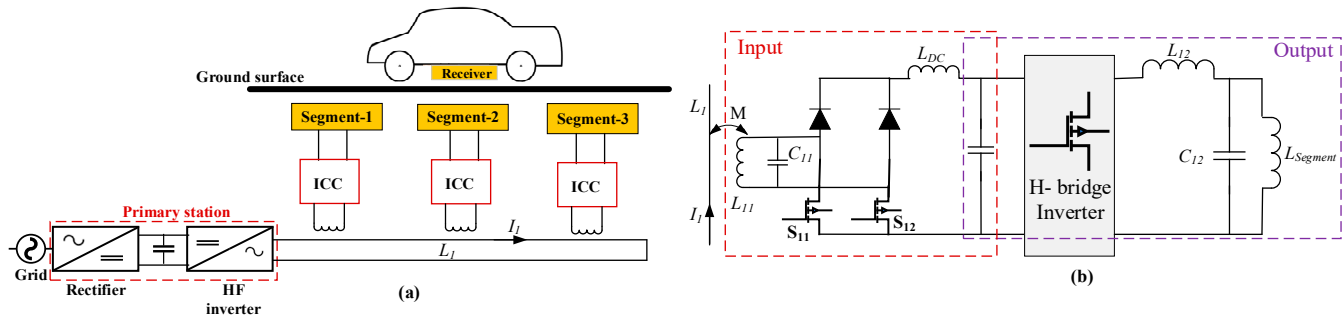 Ground surface
Receiver
Segment-1
Segment-2
Segment-3
ICC
ICC
ICC
Primary station
I1
L1
Grid
Rectifier
HF
inverter
(a)
Input
Output
LDC
L12
L1
M
C11
L11
I1
S11
S12
H- bridge
Inverter
C12
LSegment
(b)